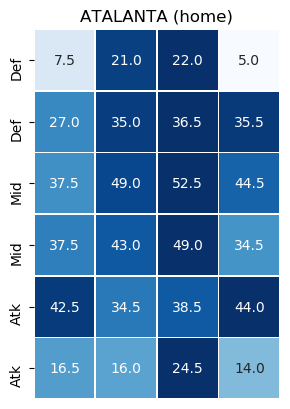 ATALANTA (home)
Def 7.5 21.0 22.0 5.0
Def 27.0 35.0 36.5 35.5
Mid 37.5 49.0 52.5 44.5
Mid 37.5 43.0 49.0 34.5
Atk 42.5 34.5 38.5 44.0
Atk 16.5 16.0 24.5 14.0